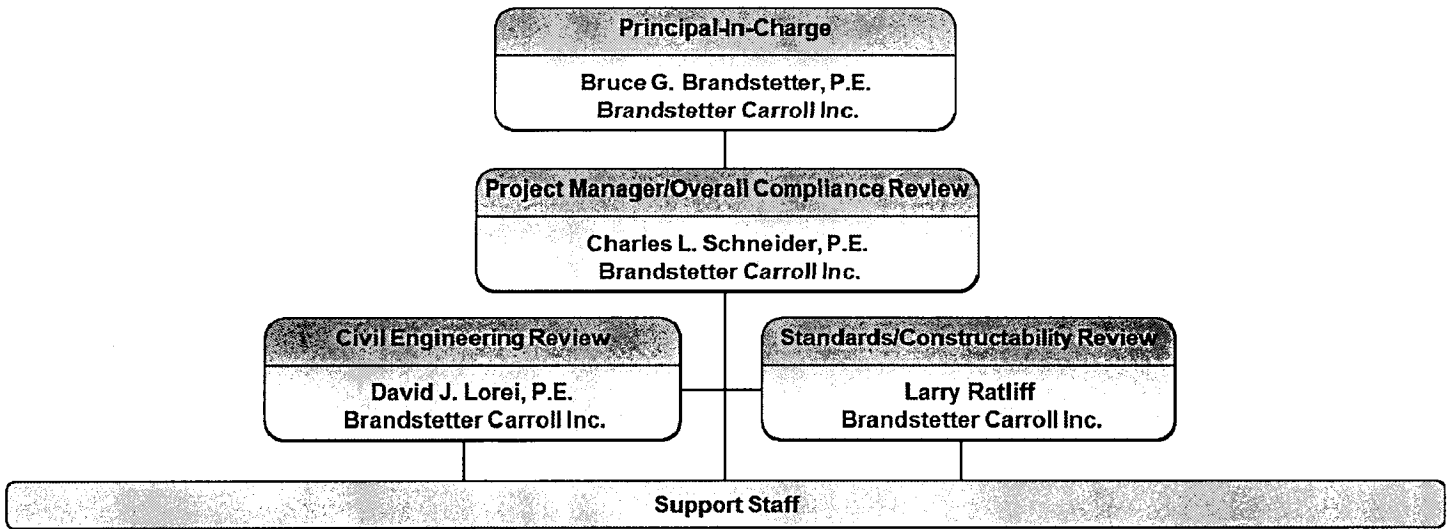 Principal-In-Charge
Bruce G. Brandstetter, P.E.
Brandstetter Carroll Inc.
Project Manager/Overall Compliance Review
Charles L. Schneider, P.E.
Brandstetter Carroll Inc.
Civil Engineering Review
David J. Lorei, P.E.
Brandstetter Carroll Inc.
Standards/Constructability Review
Larry Ratliff
Brandstetter Carroll Inc.
Support Staff